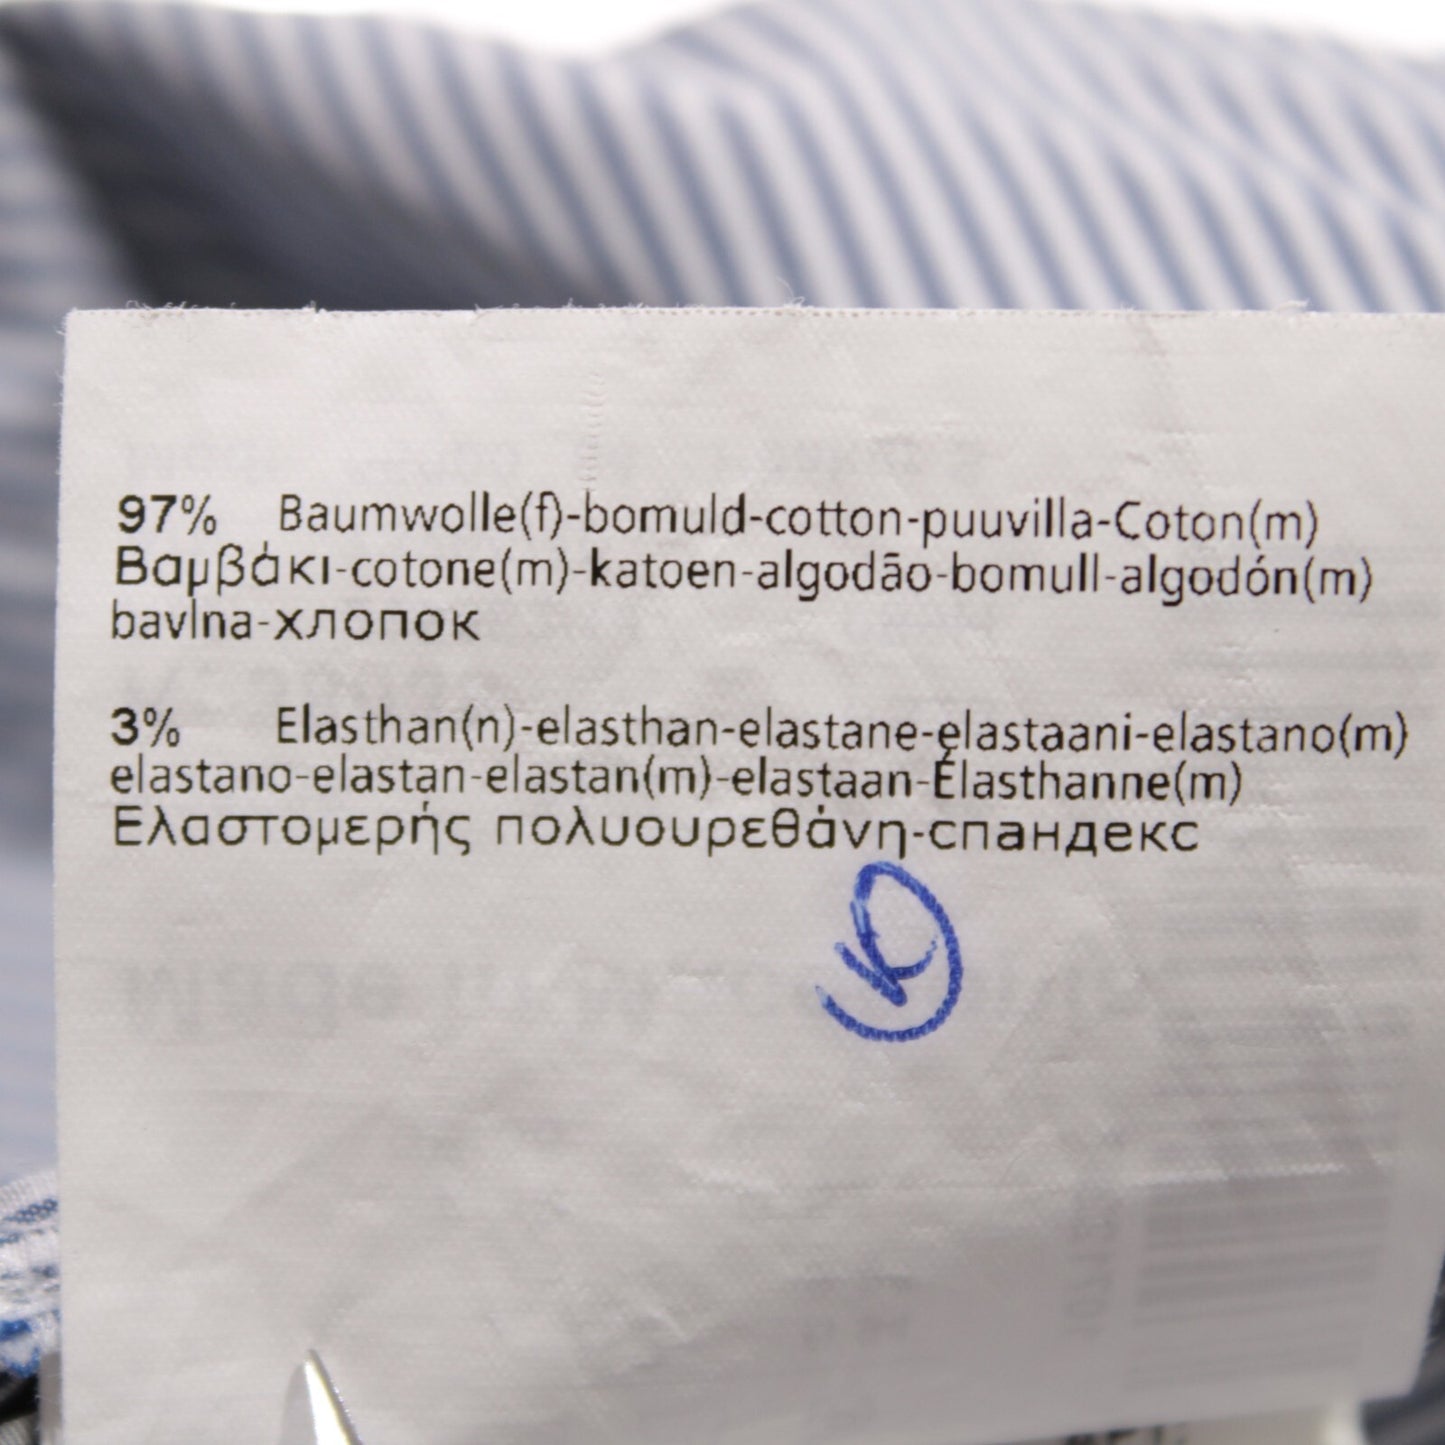 97% Baumwolle(f)-bomuld-cotton-puuvilla-Coton(m)
Βαμβάκι-cotone(m)-katoen-algodão-bomull-algodón(m)
bavlna-хлопок
3% Elasthan(n)-elasthan-elastane-elastaani-elastano(m)
elastano-elastan-elastan(m)-elastaan-Élasthanne(m)
Ελαστομερής πολυουρεθάνη-спандекс